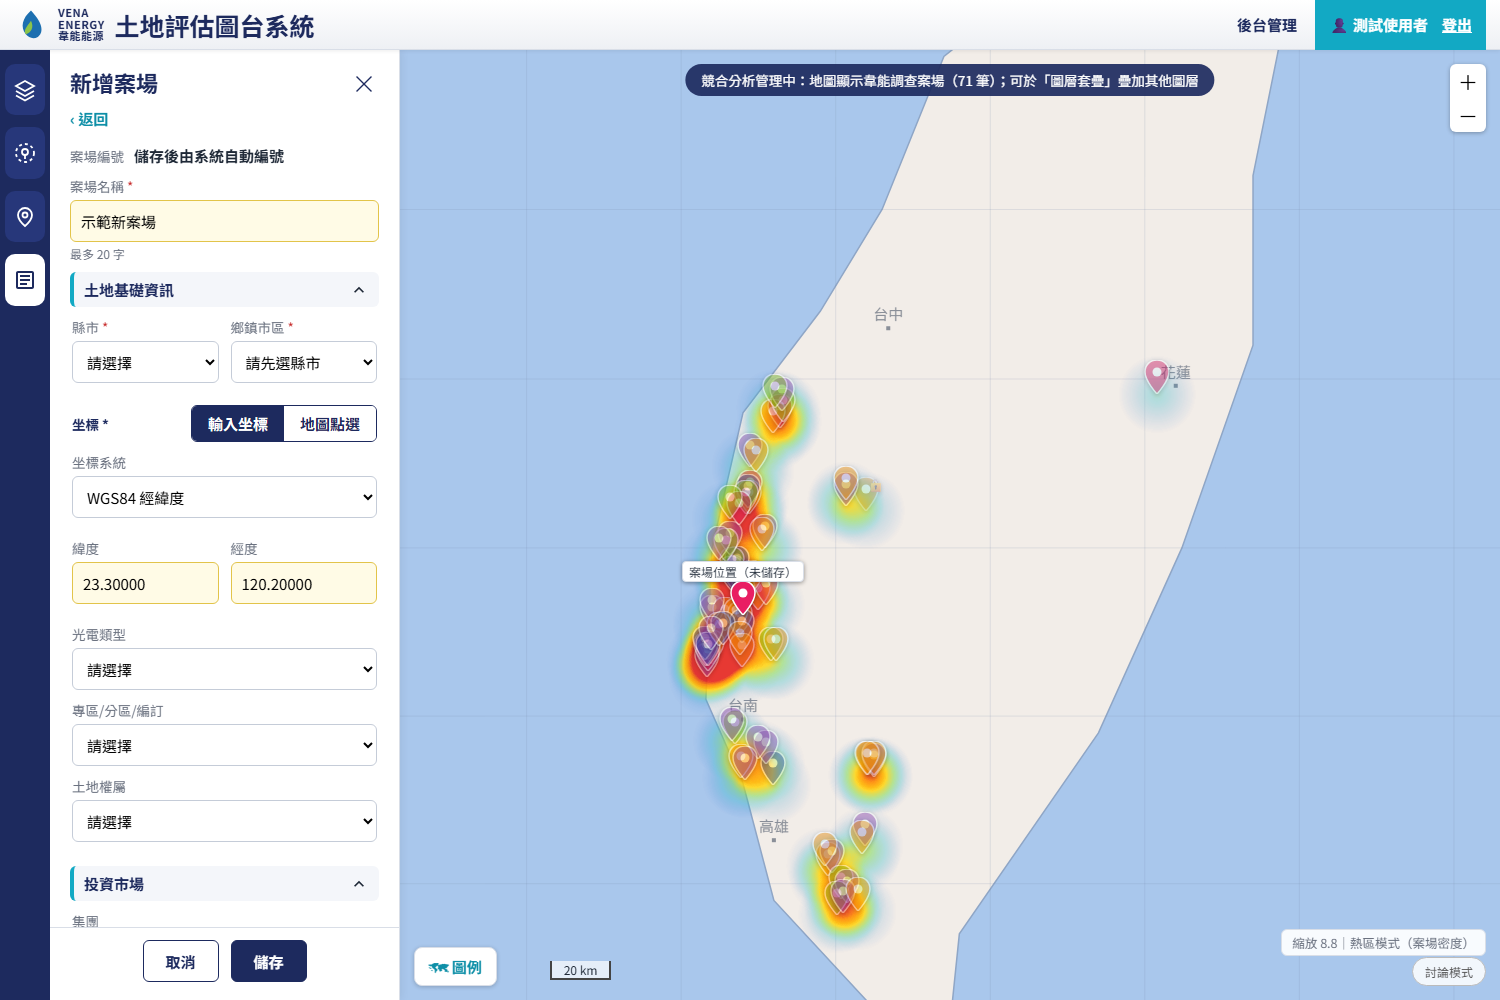 VENA
ENERGY
韋能能源
土地評估圖台系統
後台管理
測試使用者 登出
新增案場
‹ 返回
案場編號 儲存後由系統自動編號
案場名稱 *
示範新案場
最多 20 字
土地基礎資訊
縣市 * 鄉鎮市區 *
請選擇 請先選縣市
坐標 * 輸入坐標 地圖點選
坐標系統
WGS84 經緯度
緯度 經度
23.30000 120.20000
光電類型
請選擇
專區/分區/編訂
請選擇
土地權屬
請選擇
投資市場
集團
取消 儲存
競合分析管理中：地圖顯示韋能調查案場（71 筆）；可於「圖層套疊」疊加其他圖層
+
−
台中
花蓮
案場位置（未儲存）
台南
高雄
圖例
20 km
縮放 8.8｜熱區模式（案場密度）
討論模式